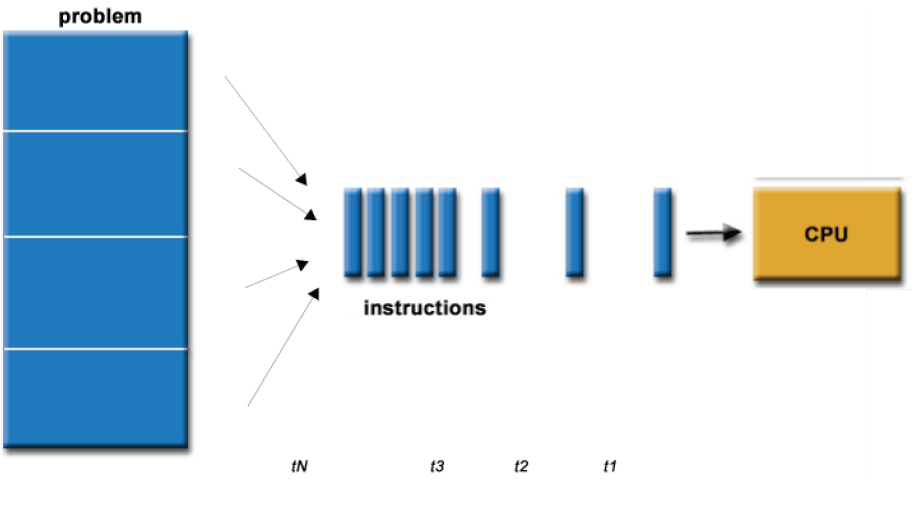 problem
CPU
instructions
tN t3 t2 t1